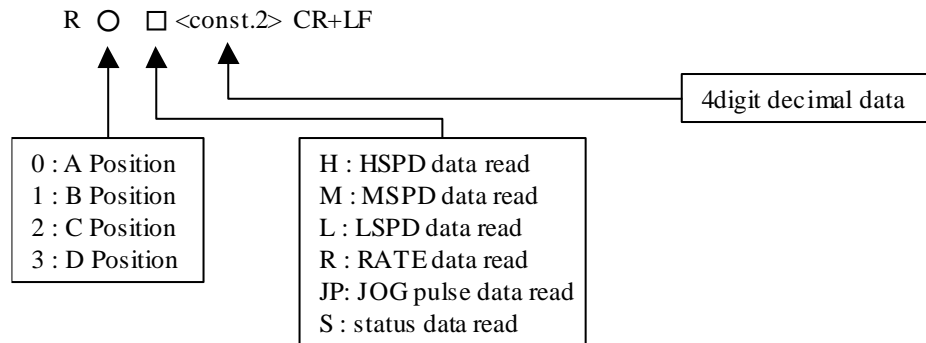 R ○ □ <const.2> CR+LF
4digit decimal data
0 : A Position
1 : B Position
2 : C Position
3 : D Position
H : HSPD data read
M : MSPD data read
L : LSPD data read
R : RATE data read
JP: JOG pulse data read
S : status data read